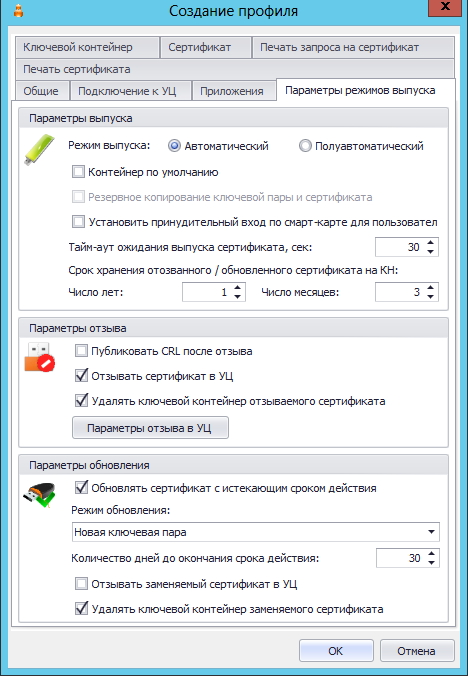 Создание профиля
x
Ключевой контейнер
Сертификат
Печать запроса на сертификат
Печать сертификата
Общие
Подключение к УЦ
Приложения
Параметры режимов выпуска
Параметры выпуска
Режим выпуска:
Автоматический
Полуавтоматический
Контейнер по умолчанию
Резервное копирование ключевой пары и сертификата
Установить принудительный вход по смарт-карте для пользовател
Тайм-аут ожидания выпуска сертификата, сек:
30
Срок хранения отозванного / обновленного сертификата на КН:
Число лет:
1
Число месяцев:
3
Параметры отзыва
Публиковать CRL после отзыва
Отзывать сертификат в УЦ
Удалять ключевой контейнер отзываемого сертификата
Параметры отзыва в УЦ
Параметры обновления
Обновлять сертификат с истекающим сроком действия
Режим обновления:
Новая ключевая пара
Количество дней до окончания срока действия:
30
Отзывать заменяемый сертификат в УЦ
Удалять ключевой контейнер заменяемого сертификата
ОК
Отмена